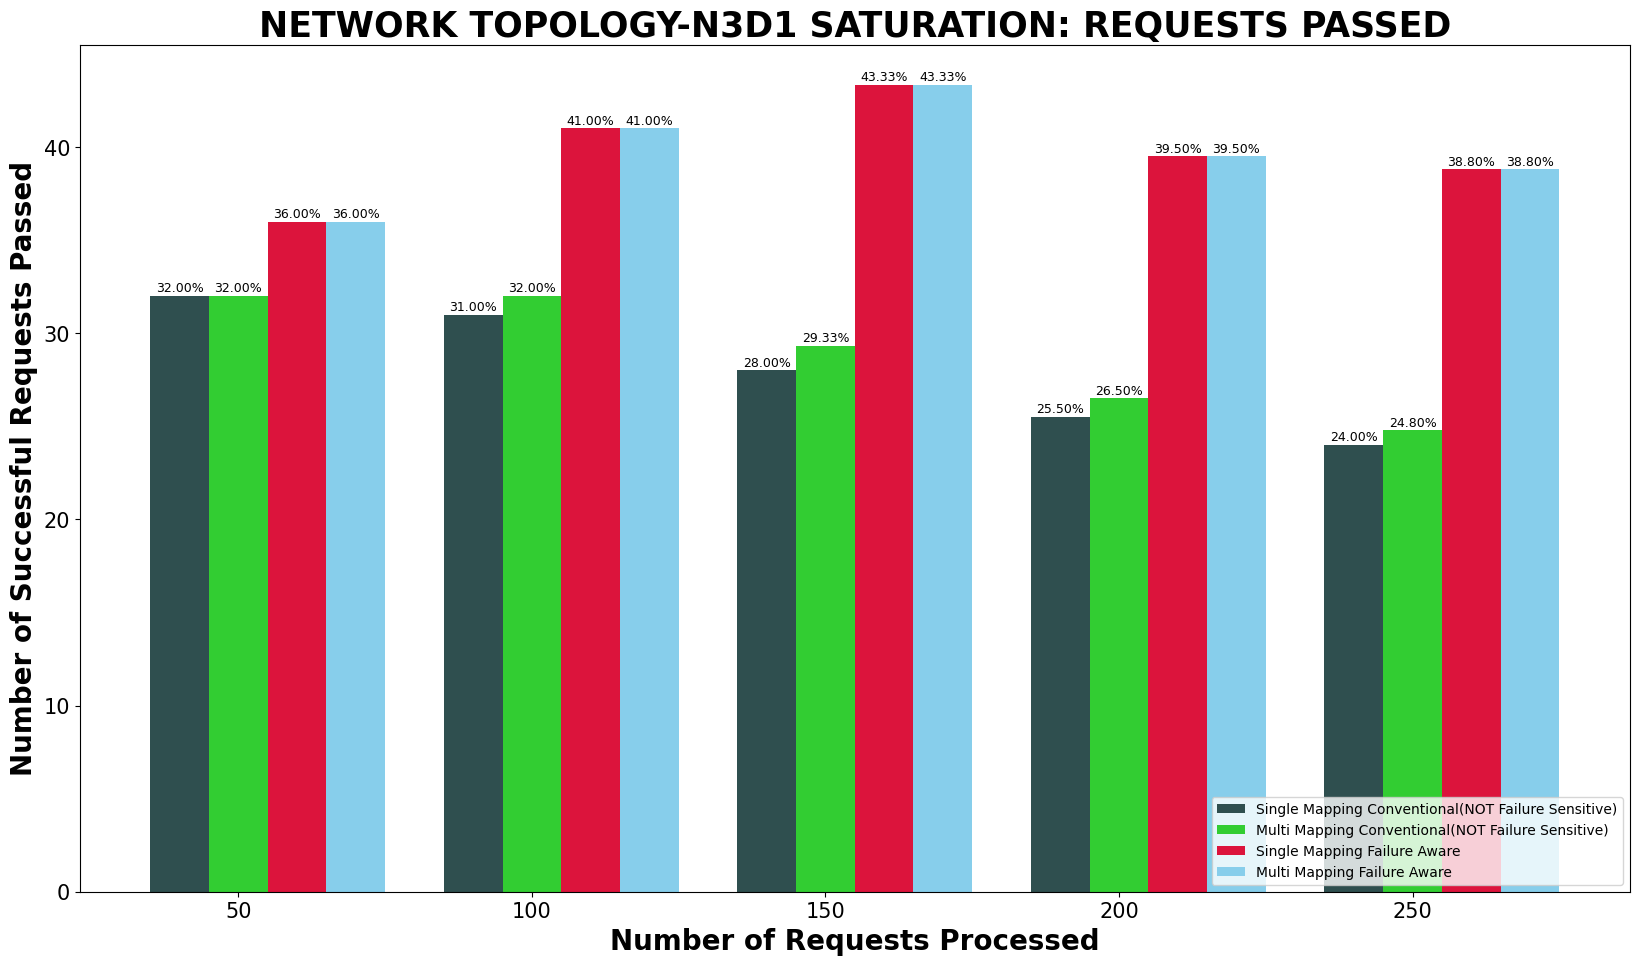 NETWORK TOPOLOGY-N3D1 SATURATION: REQUESTS PASSED
Number of Successful Requests Passed
40
30
20
10
0
32.00% 32.00% 36.00% 36.00%
31.00% 32.00% 41.00% 41.00%
28.00% 29.33% 43.33% 43.33%
25.50% 26.50% 39.50% 39.50%
24.00% 24.80% 38.80% 38.80%
Single Mapping Conventional(NOT Failure Sensitive)
Multi Mapping Conventional(NOT Failure Sensitive)
Single Mapping Failure Aware
Multi Mapping Failure Aware
50 100 150 200 250
Number of Requests Processed